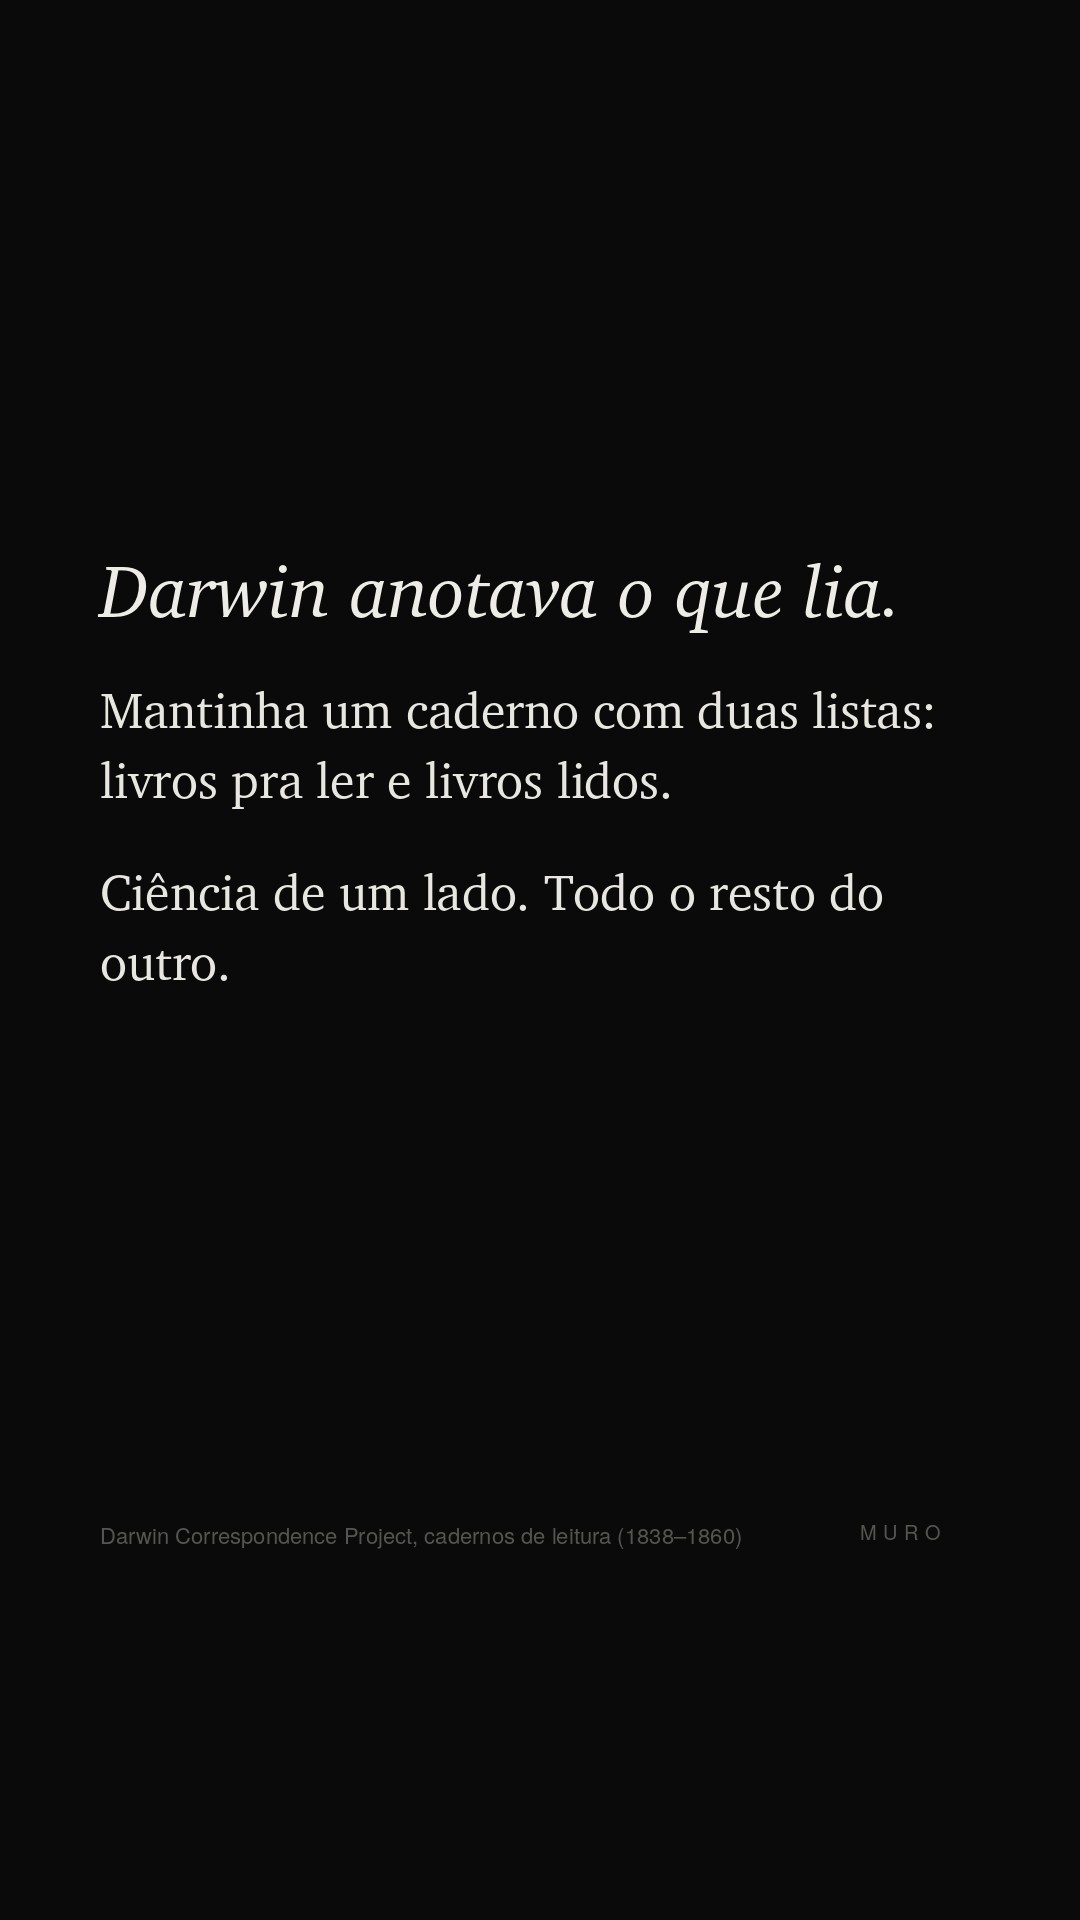 Darwin anotava o que lia.
Mantinha um caderno com duas listas:
livros pra ler e livros lidos.
Ciência de um lado. Todo o resto do
outro.
Darwin Correspondence Project, cadernos de leitura (1838–1860)
MURO